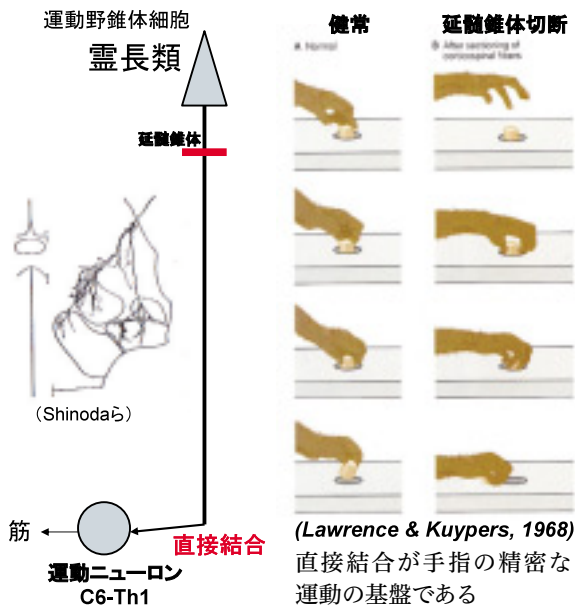 運動野錐体細胞
霊長類
延髄錐体
(Shinodaら)
筋
直接結合
運動ニューロン
C6-Th1
健常
延髄錐体切断
A Normal
B After sectioning of
corticospinal fibers
(Lawrence & Kuypers, 1968)
直接結合が手指の精密な
運動の基盤である